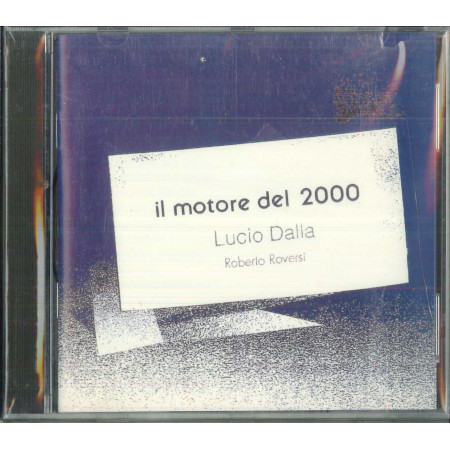 il motore del 2000
Lucio Dalla
Roberto Roversi